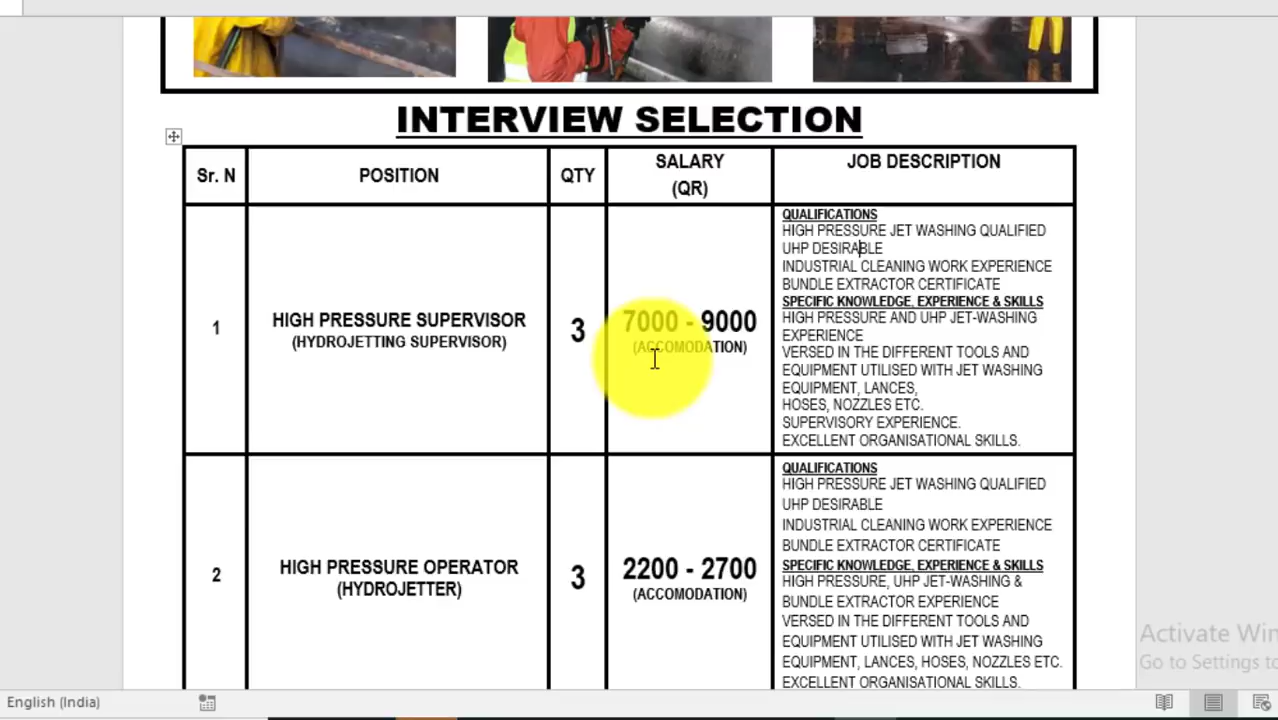 INTERVIEW SELECTION
Sr. N
POSITION
QTY
SALARY
(QR)
JOB DESCRIPTION
1
HIGH PRESSURE SUPERVISOR
(HYDROJETTING SUPERVISOR)
3
7000 - 9000
(ACCOMODATION)
QUALIFICATIONS
HIGH PRESSURE JET WASHING QUALIFIED
UHP DESIRABLE
INDUSTRIAL CLEANING WORK EXPERIENCE
BUNDLE EXTRACTOR CERTIFICATE
SPECIFIC KNOWLEDGE, EXPERIENCE & SKILLS
HIGH PRESSURE AND UHP JET-WASHING
EXPERIENCE
VERSED IN THE DIFFERENT TOOLS AND
EQUIPMENT UTILISED WITH JET WASHING
EQUIPMENT, LANCES,
HOSES, NOZZLES ETC.
SUPERVISORY EXPERIENCE.
EXCELLENT ORGANISATIONAL SKILLS.
2
HIGH PRESSURE OPERATOR
(HYDROJETTER)
3
2200 - 2700
(ACCOMODATION)
QUALIFICATIONS
HIGH PRESSURE JET WASHING QUALIFIED
UHP DESIRABLE
INDUSTRIAL CLEANING WORK EXPERIENCE
BUNDLE EXTRACTOR CERTIFICATE
SPECIFIC KNOWLEDGE, EXPERIENCE & SKILLS
HIGH PRESSURE, UHP JET-WASHING &
BUNDLE EXTRACTOR EXPERIENCE
VERSED IN THE DIFFERENT TOOLS AND
EQUIPMENT UTILISED WITH JET WASHING
EQUIPMENT, LANCES, HOSES, NOZZLES ETC.
EXCELLENT ORGANISATIONAL SKILLS.
Activate Win
Go to Settings to
English (India)